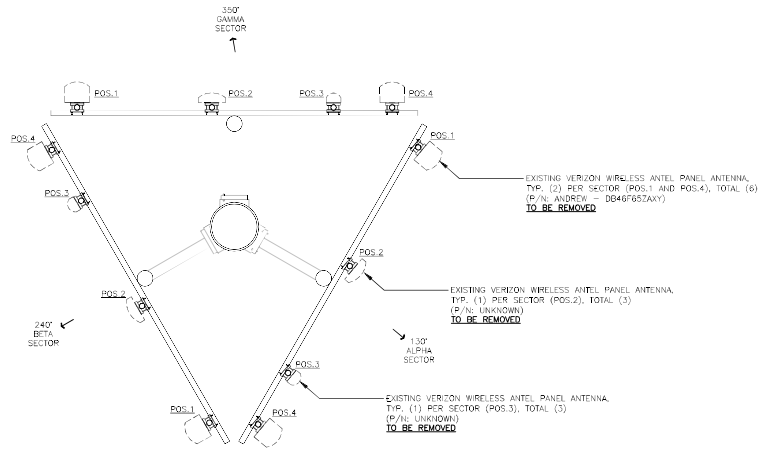 350°
GAMMA
SECTOR
POS.1
POS.2
POS.3
POS.4
POS.4
POS.1
EXISTING VERIZON WIRELESS ANTEL PANEL ANTENNA,
TYP. (2) PER SECTOR (POS.1 AND POS.4), TOTAL (6)
(P/N: ANDREW - DB46F65ZAXY)
TO BE REMOVED
POS.3
POS.2
EXISTING VERIZON WIRELESS ANTEL PANEL ANTENNA,
TYP. (1) PER SECTOR (POS.2), TOTAL (3)
(P/N: UNKNOWN)
TO BE REMOVED
POS.2
240°
BETA
SECTOR
130°
ALPHA
SECTOR
POS.3
EXISTING VERIZON WIRELESS ANTEL PANEL ANTENNA,
TYP. (1) PER SECTOR (POS.3), TOTAL (3)
(P/N: UNKNOWN)
TO BE REMOVED
POS.1
POS.4